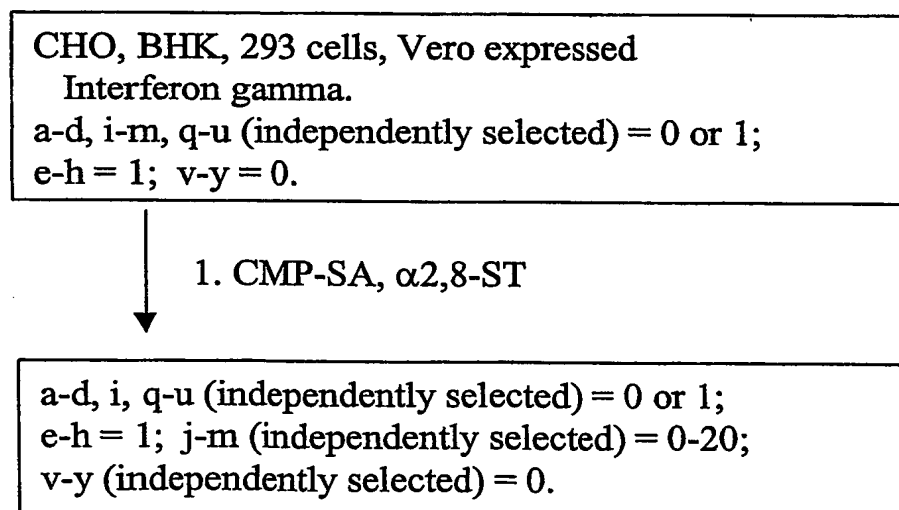 CHO, BHK, 293 cells, Vero expressed
Interferon gamma.
a-d, i-m, q-u (independently selected) = 0 or 1;
e-h = 1; v-y = 0.
1. CMP-SA, α2,8-ST
a-d, i, q-u (independently selected) = 0 or 1;
e-h = 1; j-m (independently selected) = 0-20;
v-y (independently selected) = 0.